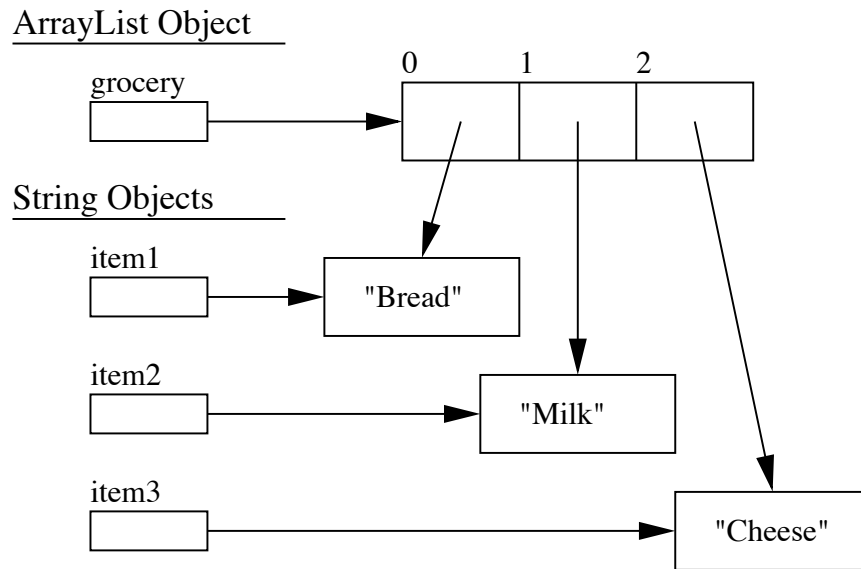 ArrayList Object
0 1 2
grocery
String Objects
item1
"Bread"
item2
"Milk"
item3
"Cheese"